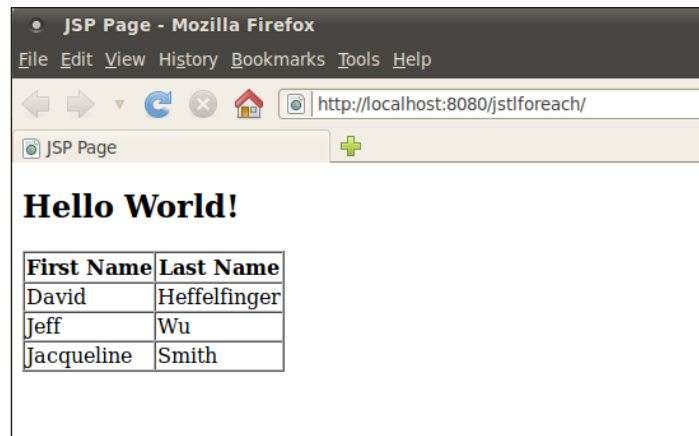 JSP Page - Mozilla Firefox
File Edit View History Bookmarks Tools Help
http://localhost:8080/jstlforeach/
JSP Page
Hello World!
First Name Last Name
David Heffelfinger
Jeff Wu
Jacqueline Smith